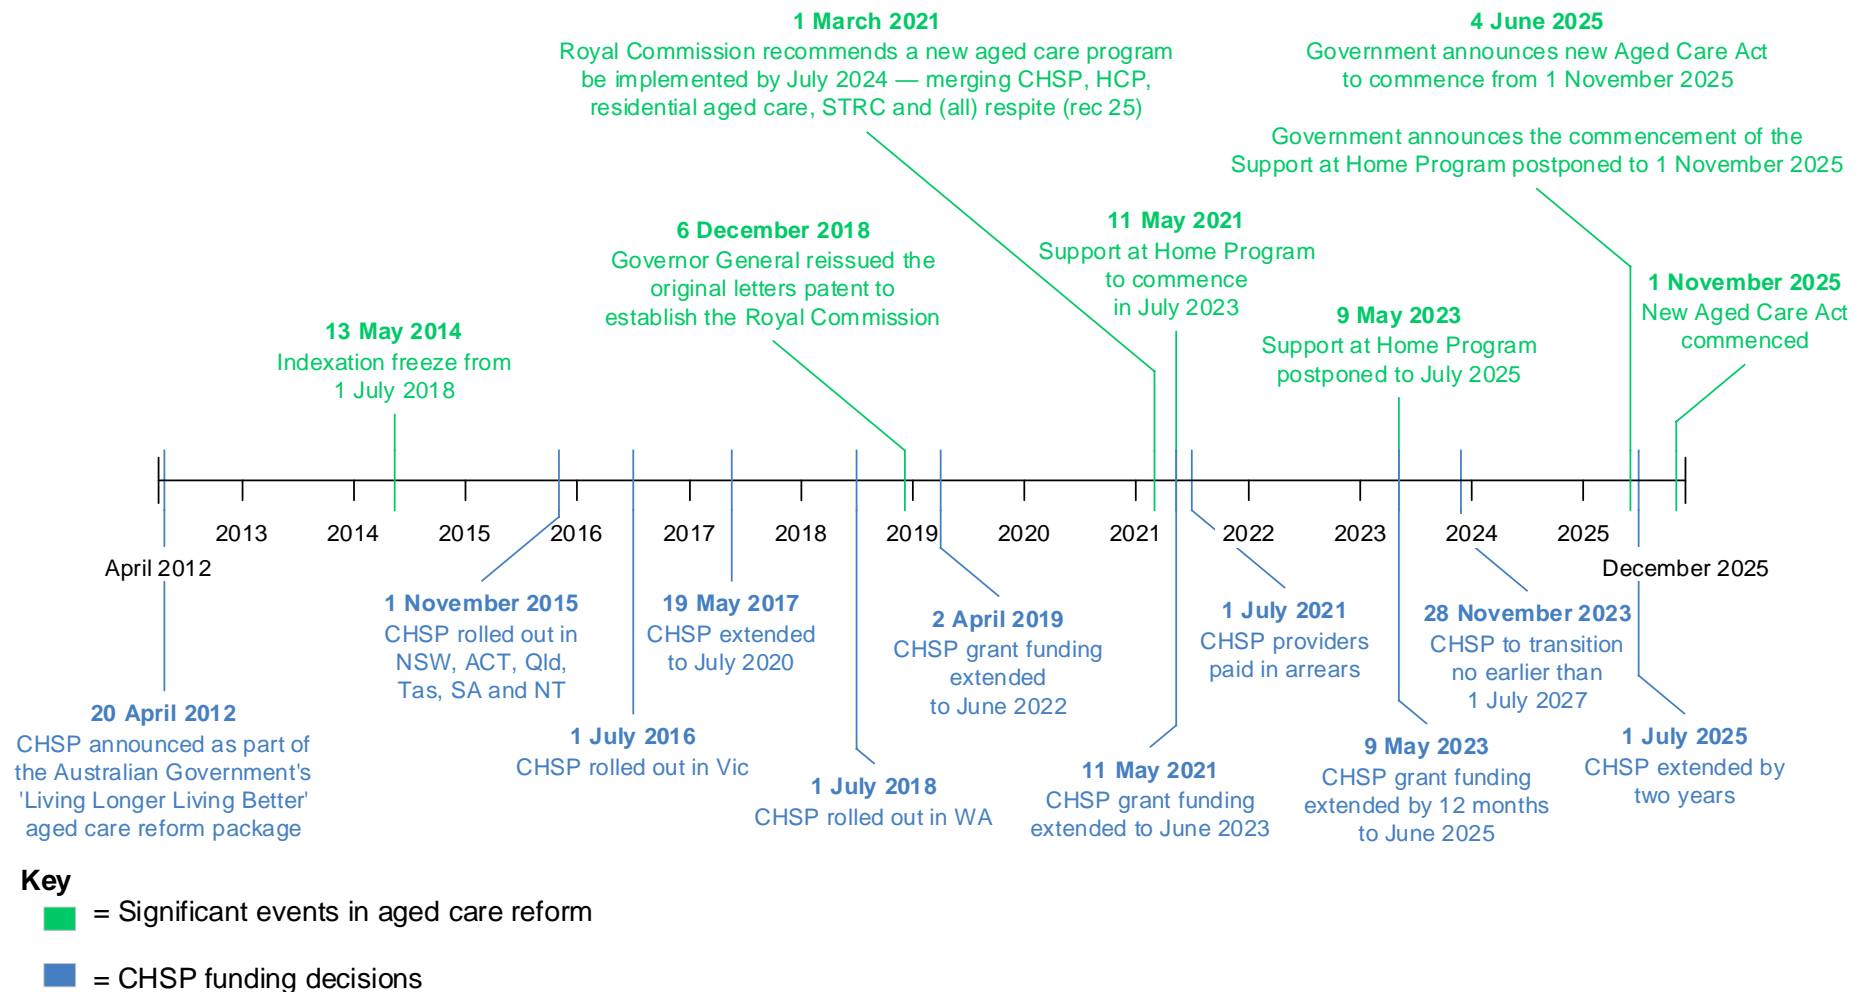 1 March 2021
Royal Commission recommends a new aged care program
be implemented by July 2024 — merging CHSP, HCP,
residential aged care, STRC and (all) respite (rec 25)
4 June 2025
Government announces new Aged Care Act
to commence from 1 November 2025
Government announces the commencement of the
Support at Home Program postponed to 1 November 2025
6 December 2018
Governor General reissued the
original letters patent to
establish the Royal Commission
11 May 2021
Support at Home Program
to commence
in July 2023
1 November 2025
New Aged Care Act
commenced
13 May 2014
Indexation freeze from
1 July 2018
9 May 2023
Support at Home Program
postponed to July 2025
2013 2014 2015 2016 2017 2018 2019 2020 2021 2022 2023 2024 2025
April 2012
December 2025
20 April 2012
CHSP announced as part of
the Australian Government's
'Living Longer Living Better'
aged care reform package
1 November 2015
CHSP rolled out in
NSW, ACT, Qld,
Tas, SA and NT
1 July 2016
CHSP rolled out in Vic
19 May 2017
CHSP extended
to July 2020
1 July 2018
CHSP rolled out in WA
2 April 2019
CHSP grant funding
extended
to June 2022
11 May 2021
CHSP grant funding
extended to June 2023
1 July 2021
CHSP providers
paid in arrears
9 May 2023
CHSP grant funding
extended by 12 months
to June 2025
28 November 2023
CHSP to transition
no earlier than
1 July 2027
1 July 2025
CHSP extended by
two years
Key
= Significant events in aged care reform
= CHSP funding decisions